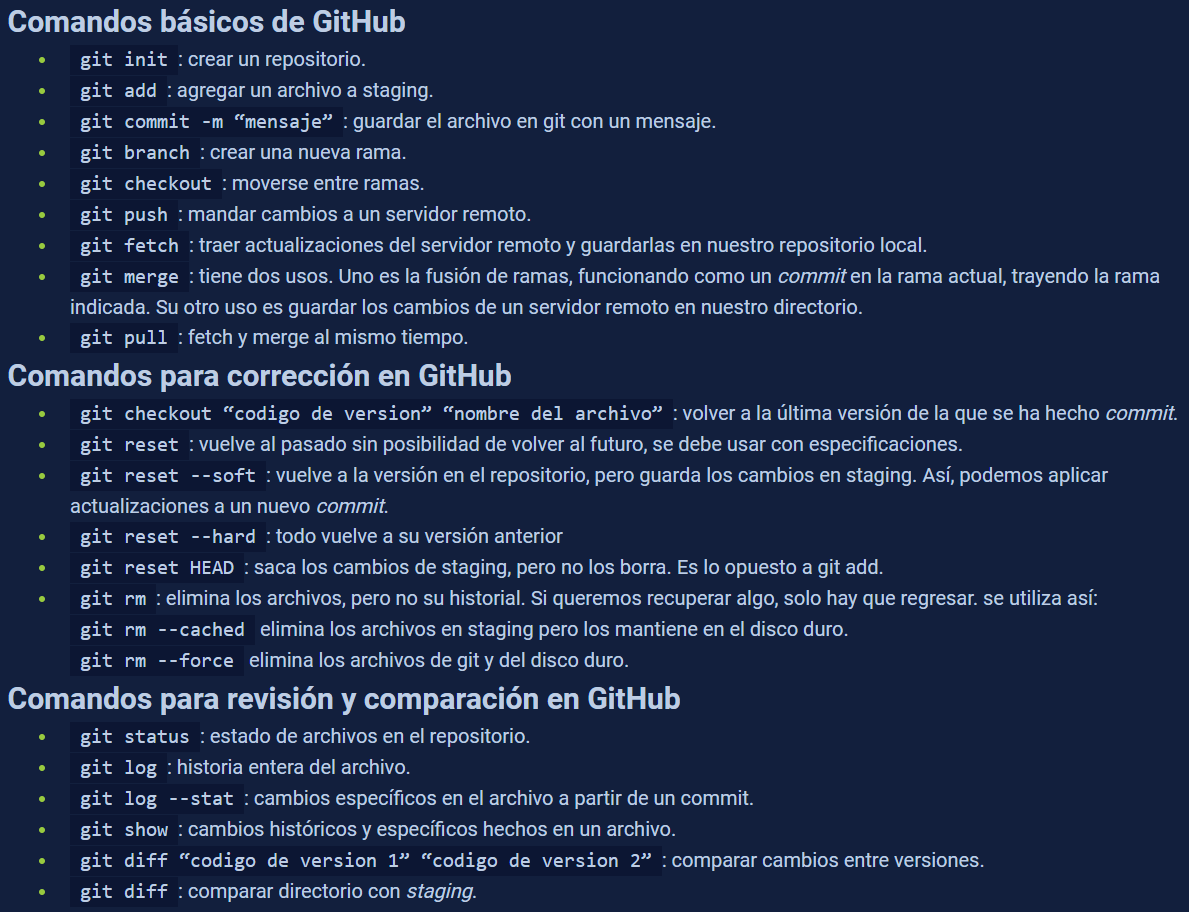 Comandos básicos de GitHub
• git init : crear un repositorio.
• git add : agregar un archivo a staging.
• git commit -m “mensaje” : guardar el archivo en git con un mensaje.
• git branch : crear una nueva rama.
• git checkout : moverse entre ramas.
• git push : mandar cambios a un servidor remoto.
• git fetch : traer actualizaciones del servidor remoto y guardarlas en nuestro repositorio local.
• git merge : tiene dos usos. Uno es la fusión de ramas, funcionando como un commit en la rama actual, trayendo la rama
indicada. Su otro uso es guardar los cambios de un servidor remoto en nuestro directorio.
• git pull : fetch y merge al mismo tiempo.
Comandos para corrección en GitHub
• git checkout “codigo de version” “nombre del archivo” : volver a la última versión de la que se ha hecho commit.
• git reset : vuelve al pasado sin posibilidad de volver al futuro, se debe usar con especificaciones.
• git reset --soft : vuelve a la versión en el repositorio, pero guarda los cambios en staging. Así, podemos aplicar
actualizaciones a un nuevo commit.
• git reset --hard : todo vuelve a su versión anterior
• git reset HEAD : saca los cambios de staging, pero no los borra. Es lo opuesto a git add.
• git rm : elimina los archivos, pero no su historial. Si queremos recuperar algo, solo hay que regresar. se utiliza así:
git rm --cached elimina los archivos en staging pero los mantiene en el disco duro.
git rm --force elimina los archivos de git y del disco duro.
Comandos para revisión y comparación en GitHub
• git status : estado de archivos en el repositorio.
• git log : historia entera del archivo.
• git log --stat : cambios específicos en el archivo a partir de un commit.
• git show : cambios históricos y específicos hechos en un archivo.
• git diff “codigo de version 1” “codigo de version 2” : comparar cambios entre versiones.
• git diff : comparar directorio con staging.